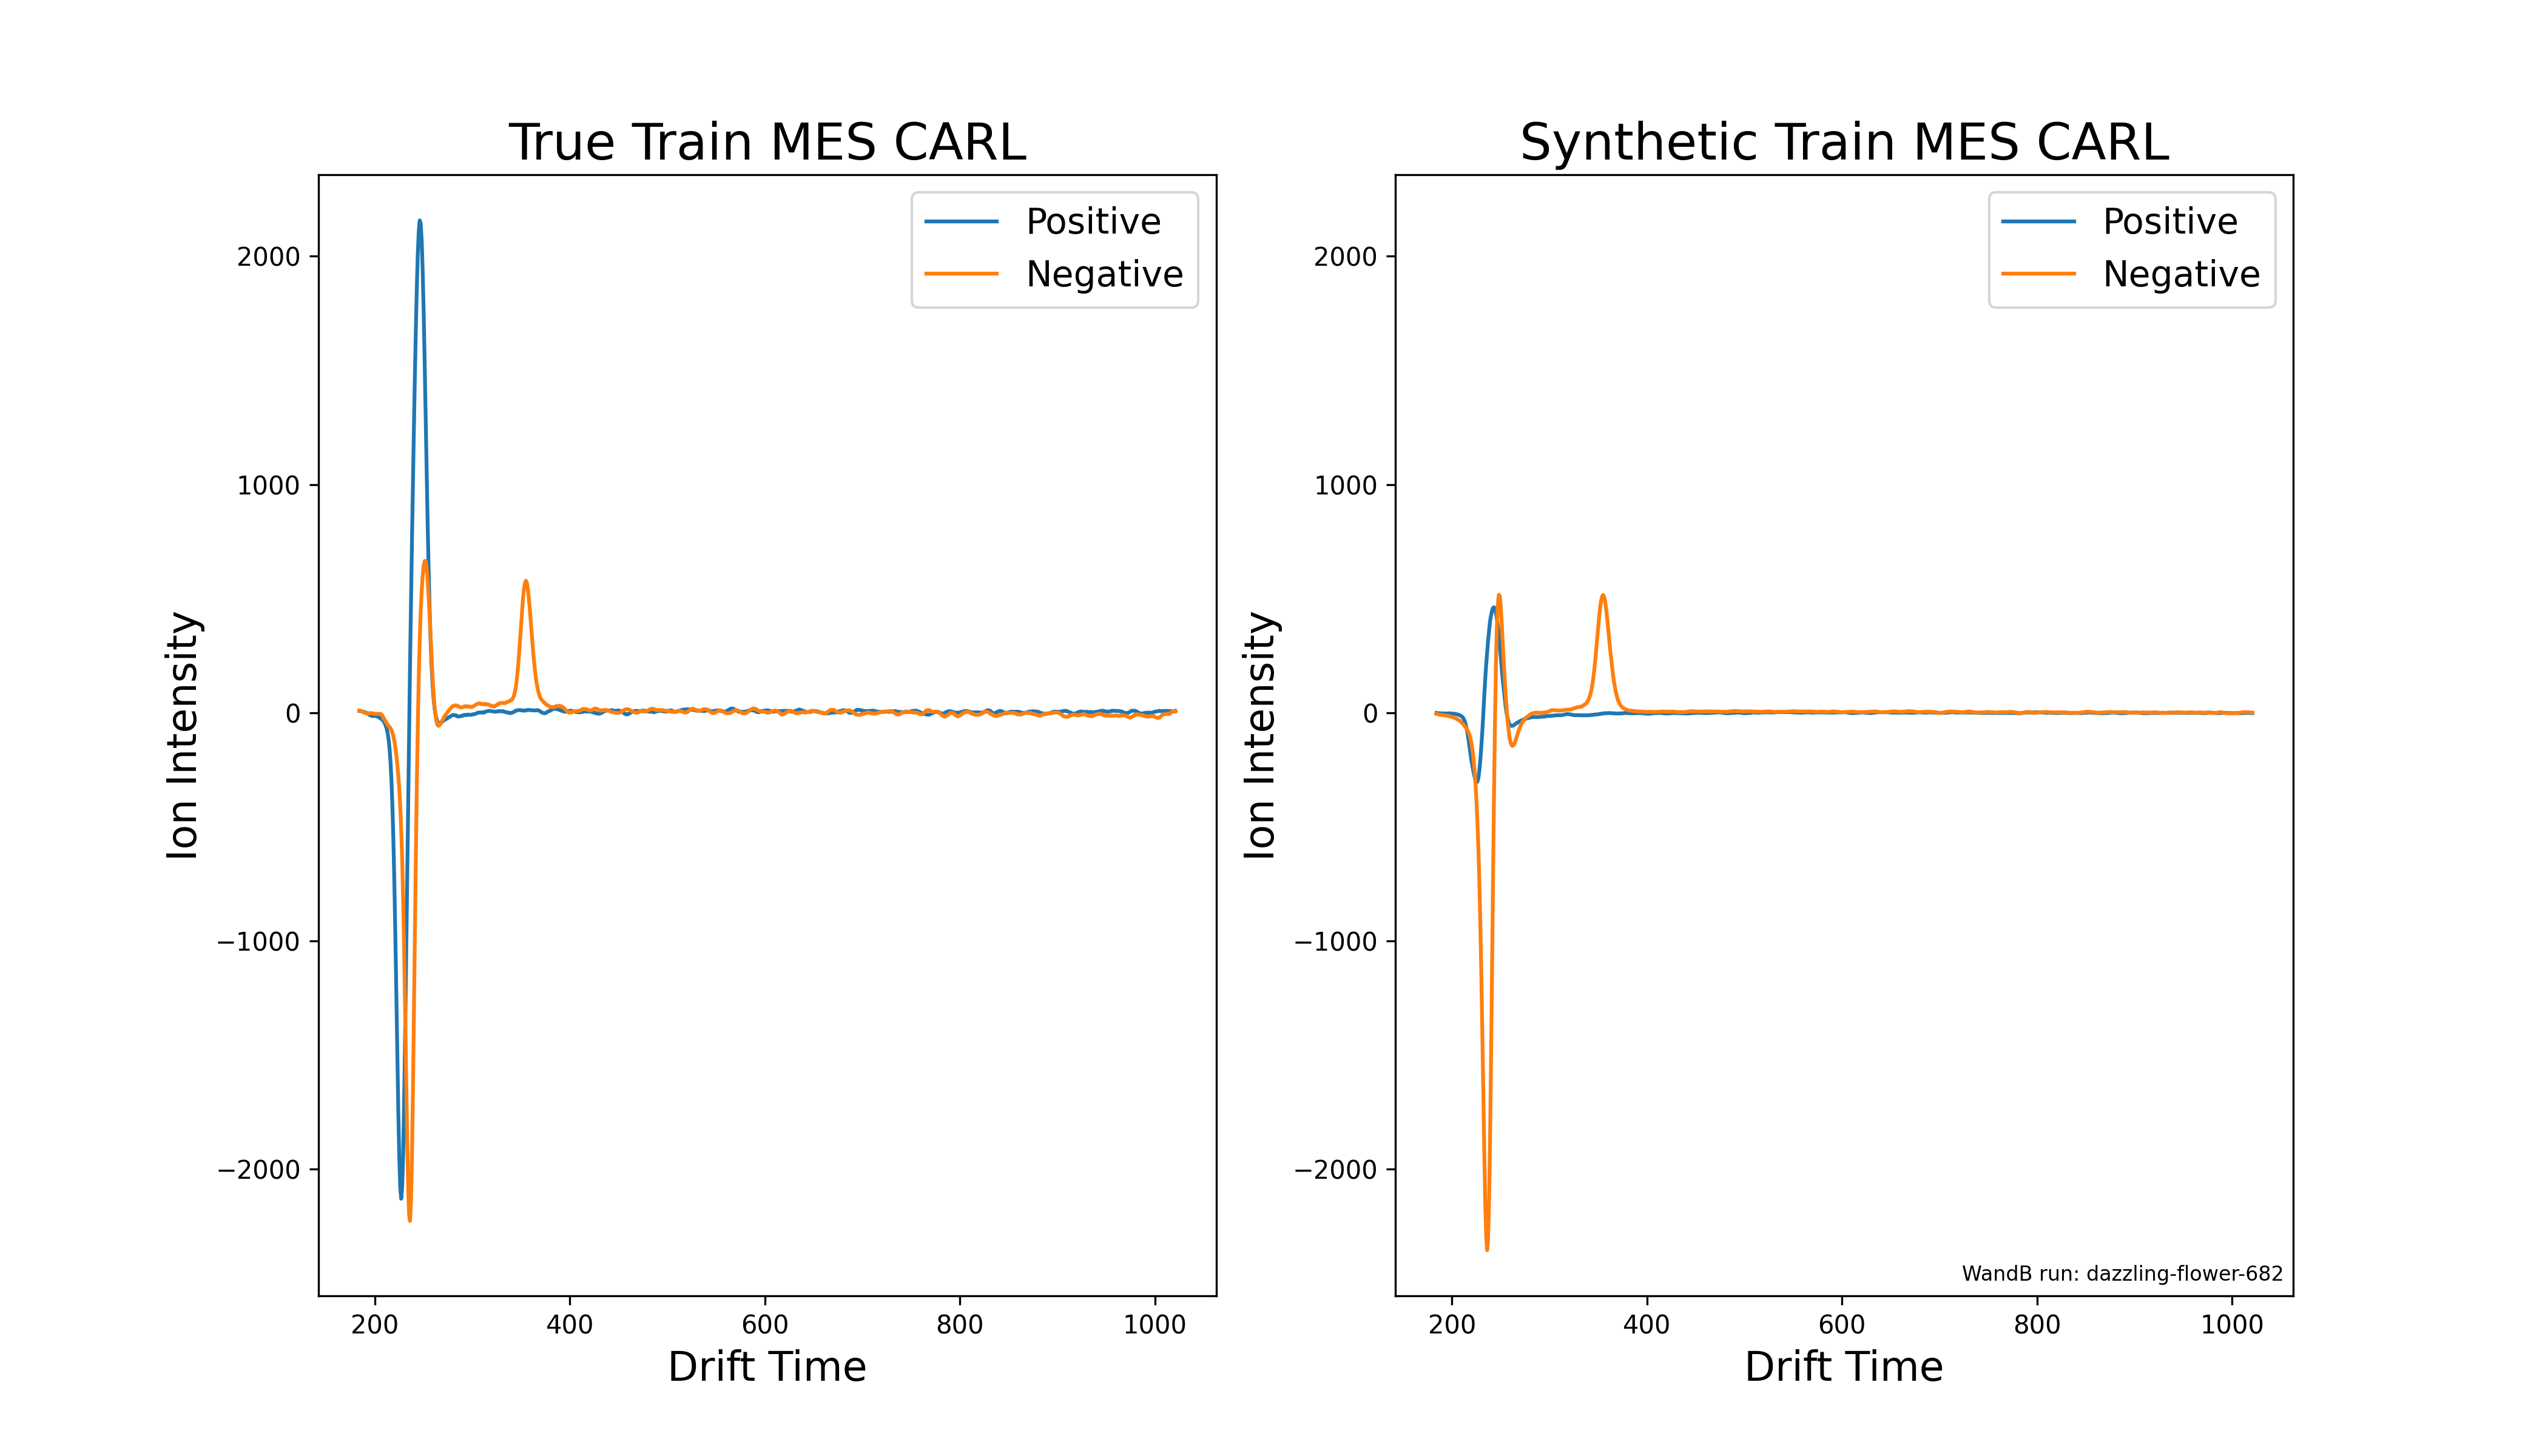 True Train MES CARL
Synthetic Train MES CARL
Positive
Negative
Positive
Negative
2000
1000
0
−1000
−2000
2000
1000
0
−1000
−2000
Ion Intensity
Ion Intensity
WandB run: dazzling-flower-682
200 400 600 800 1000
200 400 600 800 1000
Drift Time
Drift Time